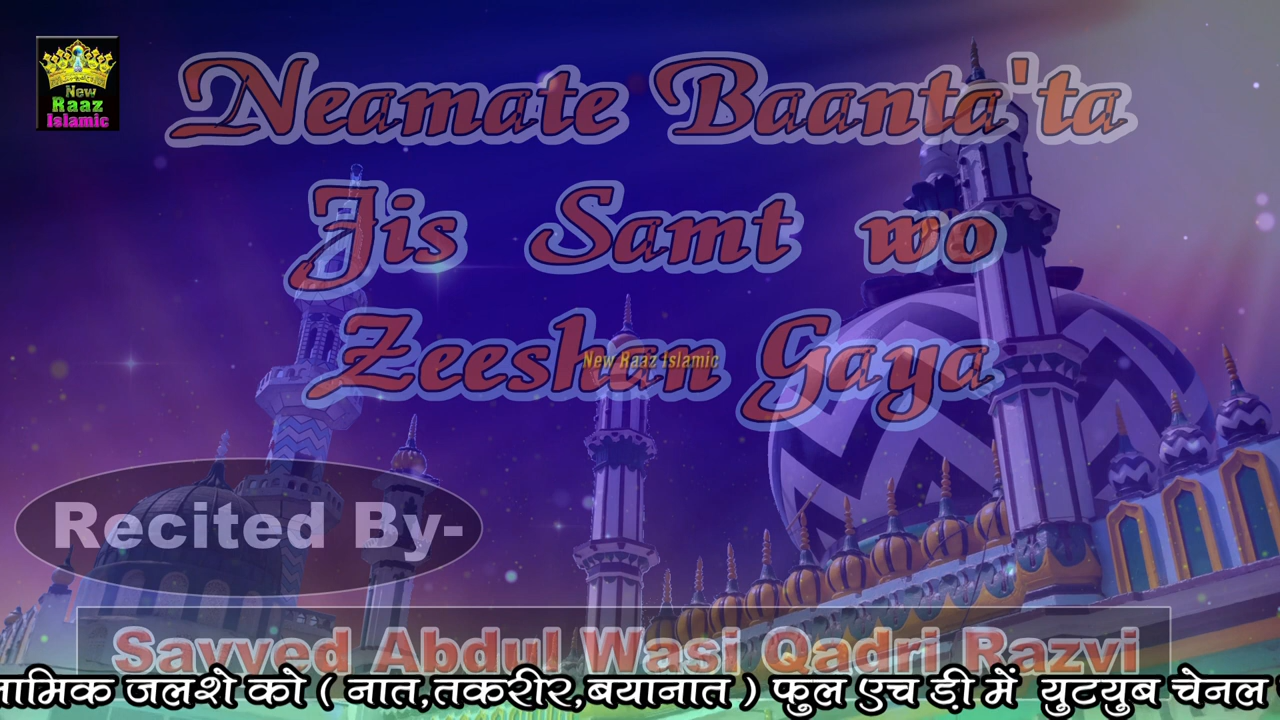 New
Raaz
Islamic
Neamate Baanta'ta
Jis Samt wo
Zeeshan Gaya
New Raaz Islamic
Recited By-
Sayyed Abdul Wasi Qadri Razvi
जलशे को ( नात,तकरीर,बयानात ) फुल एच ड़ी में युटयुब चेनल